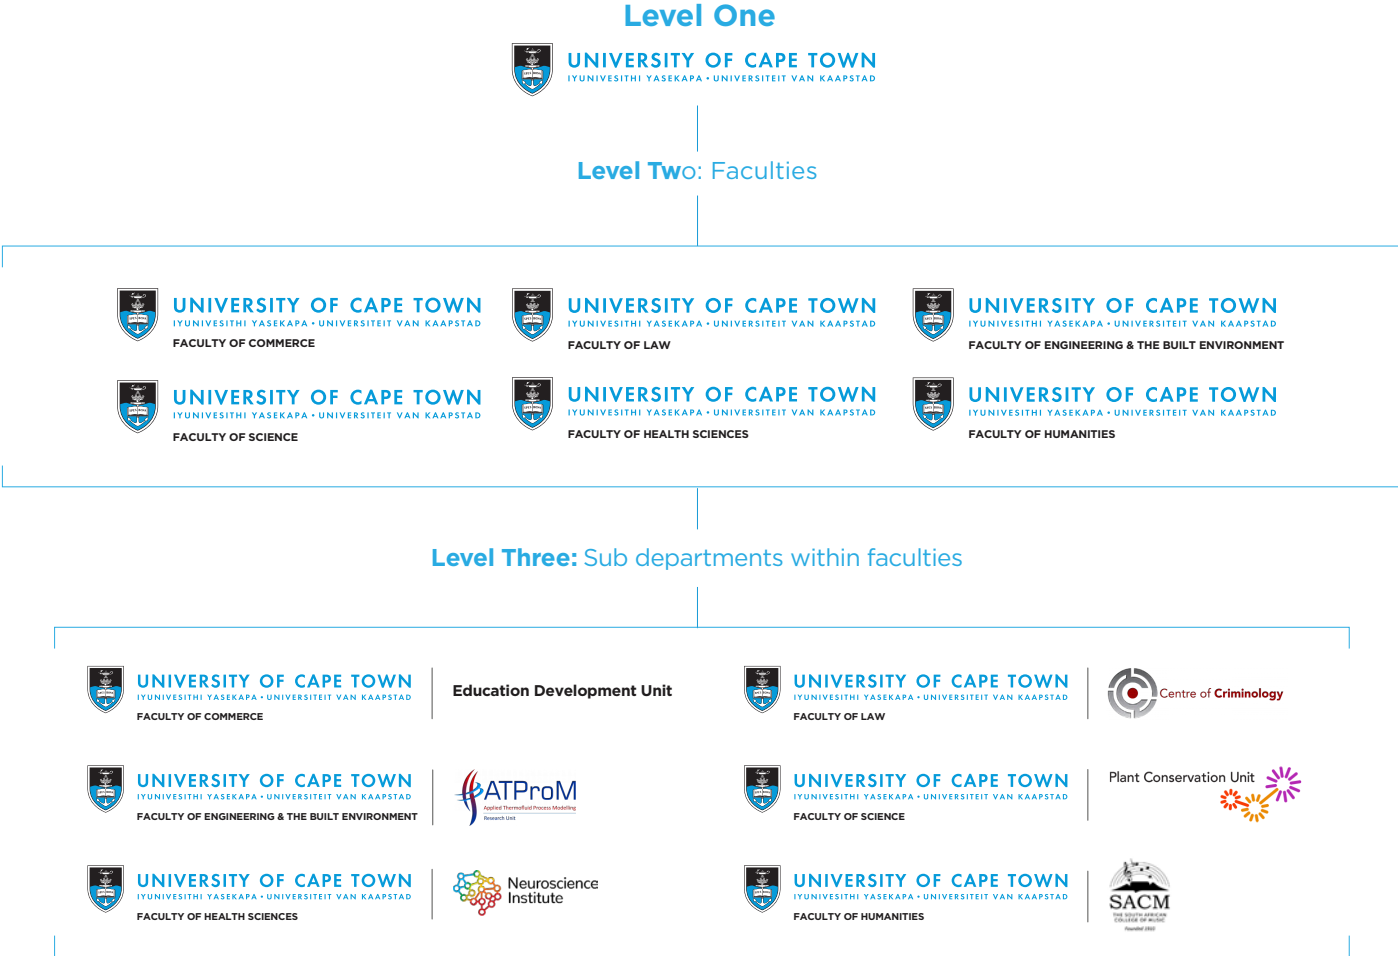 Level One
UNIVERSITY OF CAPE TOWN
IYUNIVESITHI YASEKAPA • UNIVERSITEIT VAN KAAPSTAD
Level Two: Faculties
UNIVERSITY OF CAPE TOWN
IYUNIVESITHI YASEKAPA • UNIVERSITEIT VAN KAAPSTAD
FACULTY OF COMMERCE
UNIVERSITY OF CAPE TOWN
IYUNIVESITHI YASEKAPA • UNIVERSITEIT VAN KAAPSTAD
FACULTY OF LAW
UNIVERSITY OF CAPE TOWN
IYUNIVESITHI YASEKAPA • UNIVERSITEIT VAN KAAPSTAD
FACULTY OF ENGINEERING & THE BUILT ENVIRONMENT
UNIVERSITY OF CAPE TOWN
IYUNIVESITHI YASEKAPA • UNIVERSITEIT VAN KAAPSTAD
FACULTY OF SCIENCE
UNIVERSITY OF CAPE TOWN
IYUNIVESITHI YASEKAPA • UNIVERSITEIT VAN KAAPSTAD
FACULTY OF HEALTH SCIENCES
UNIVERSITY OF CAPE TOWN
IYUNIVESITHI YASEKAPA • UNIVERSITEIT VAN KAAPSTAD
FACULTY OF HUMANITIES
Level Three: Sub departments within faculties
UNIVERSITY OF CAPE TOWN
IYUNIVESITHI YASEKAPA • UNIVERSITEIT VAN KAAPSTAD
FACULTY OF COMMERCE
Education Development Unit
UNIVERSITY OF CAPE TOWN
IYUNIVESITHI YASEKAPA • UNIVERSITEIT VAN KAAPSTAD
FACULTY OF LAW
Centre of Criminology
UNIVERSITY OF CAPE TOWN
IYUNIVESITHI YASEKAPA • UNIVERSITEIT VAN KAAPSTAD
FACULTY OF ENGINEERING & THE BUILT ENVIRONMENT
ATProM
Applied Thermofluid Process Modelling
Research Unit
UNIVERSITY OF CAPE TOWN
IYUNIVESITHI YASEKAPA • UNIVERSITEIT VAN KAAPSTAD
FACULTY OF SCIENCE
Plant Conservation Unit
UNIVERSITY OF CAPE TOWN
IYUNIVESITHI YASEKAPA • UNIVERSITEIT VAN KAAPSTAD
FACULTY OF HEALTH SCIENCES
Neuroscience
Institute
UNIVERSITY OF CAPE TOWN
IYUNIVESITHI YASEKAPA • UNIVERSITEIT VAN KAAPSTAD
FACULTY OF HUMANITIES
SACM
THE SOUTH AFRICAN
COLLEGE OF MUSIC
Founded 1910